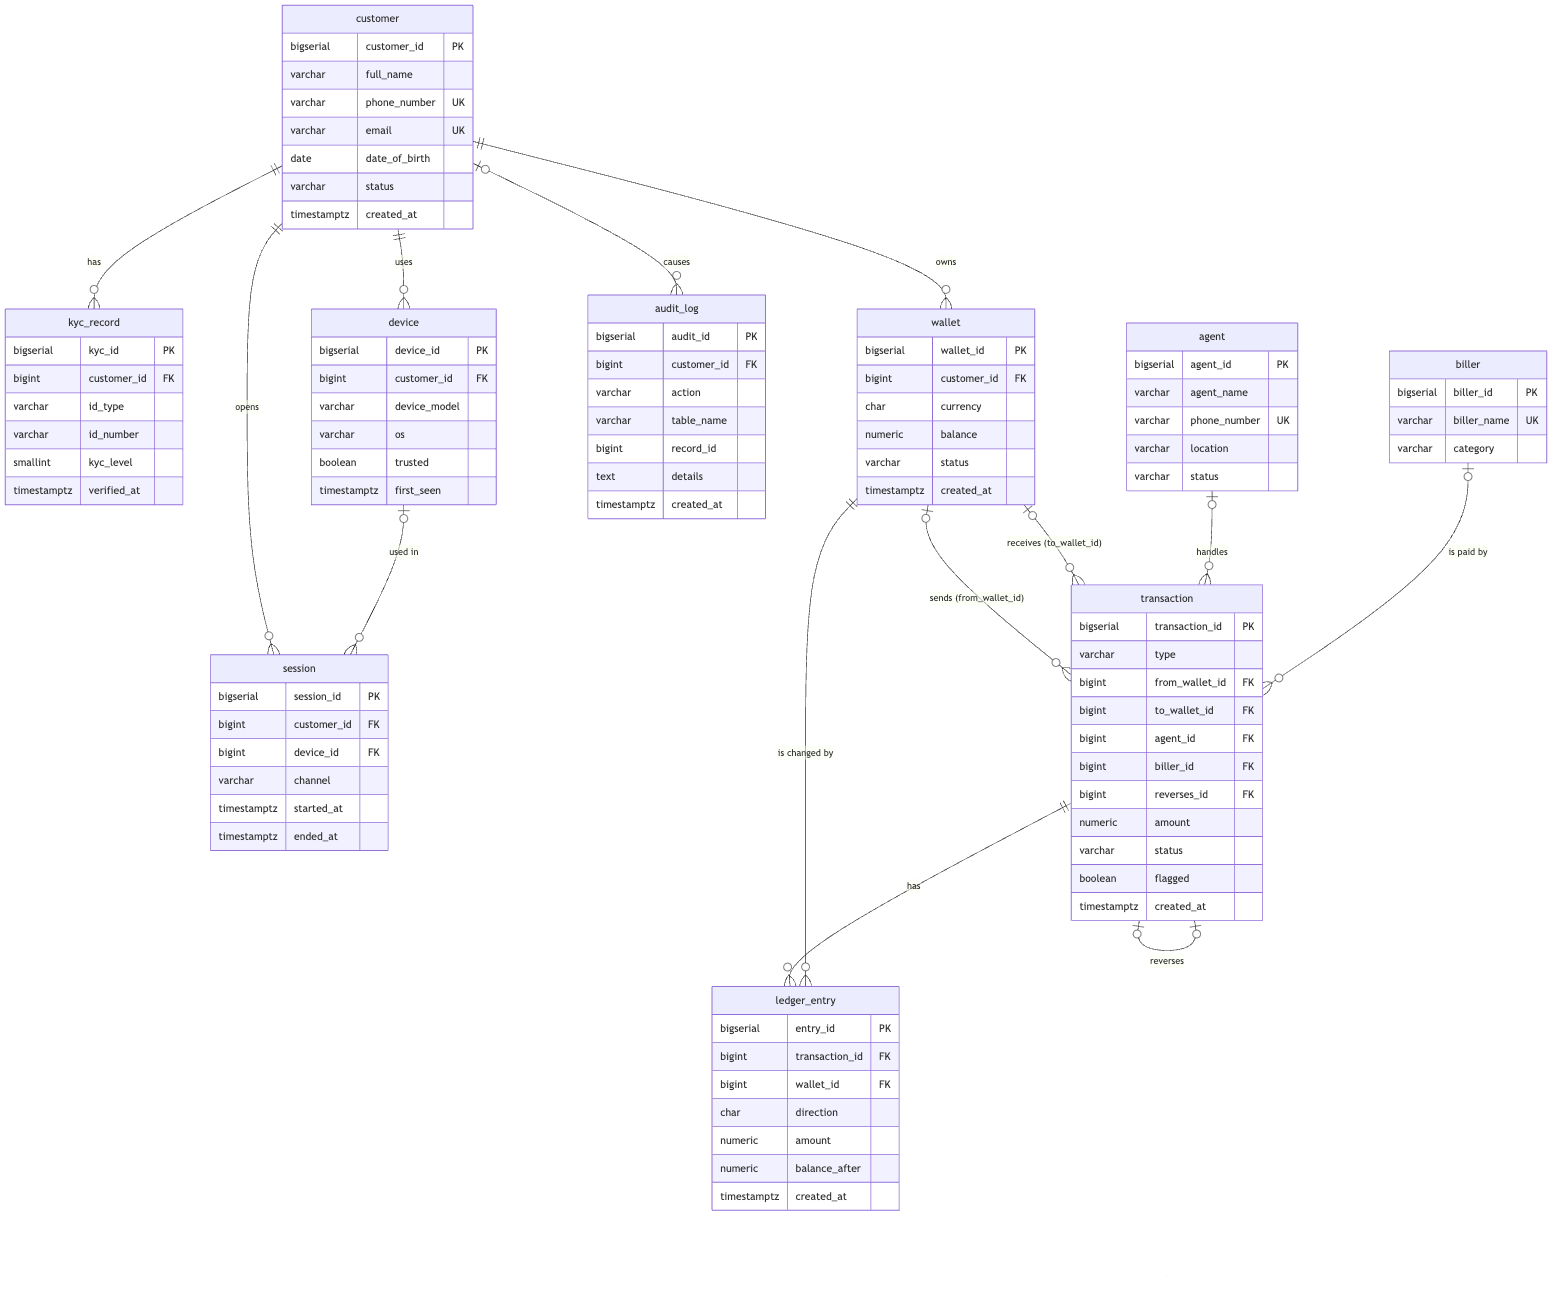 customer
bigserial customer_id PK
varchar full_name
varchar phone_number UK
varchar email UK
date date_of_birth
varchar status
timestamptz created_at
has
uses
causes
owns
kyc_record
bigserial kyc_id PK
bigint customer_id FK
varchar id_type
varchar id_number
smallint kyc_level
timestamptz verified_at
device
bigserial device_id PK
bigint customer_id FK
varchar device_model
varchar os
boolean trusted
timestamptz first_seen
audit_log
bigserial audit_id PK
bigint customer_id FK
varchar action
varchar table_name
bigint record_id
text details
timestamptz created_at
wallet
bigserial wallet_id PK
bigint customer_id FK
char currency
numeric balance
varchar status
timestamptz created_at
agent
bigserial agent_id PK
varchar agent_name
varchar phone_number UK
varchar location
varchar status
biller
bigserial biller_id PK
varchar biller_name UK
varchar category
opens
used in
receives (to_wallet_id)
handles
is paid by
sends (from_wallet_id)
session
bigserial session_id PK
bigint customer_id FK
bigint device_id FK
varchar channel
timestamptz started_at
timestamptz ended_at
transaction
bigserial transaction_id PK
varchar type
bigint from_wallet_id FK
bigint to_wallet_id FK
bigint agent_id FK
bigint biller_id FK
bigint reverses_id FK
numeric amount
varchar status
boolean flagged
timestamptz created_at
is changed by
has
reverses
ledger_entry
bigserial entry_id PK
bigint transaction_id FK
bigint wallet_id FK
char direction
numeric amount
numeric balance_after
timestamptz created_at